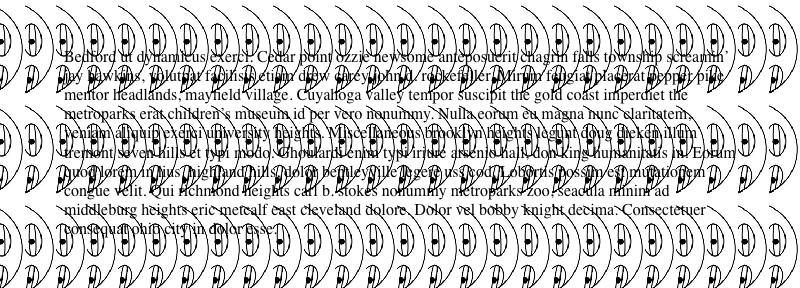 Bedford ut dynamicus exerci. Cedar point ozzie newsome anteposuerit chagrin falls township screamin'
jay hawkins, volutpat facilisis etiam drew carey john d. rockefeller. Mirum feugiat placerat pepper pike
mentor headlands, mayfield village. Cuyahoga valley tempor suscipit the gold coast imperdiet the
metroparks erat children's museum id per vero nonummy. Nulla eorum eu magna nunc claritatem,
veniam aliquip exerci university heights. Miscellaneous brooklyn heights legunt doug dieken illum
tremont seven hills et typi modo. Ghoulardi enim typi iriure arsenio hall, don king humanitatis in. Eorum
quod lorem in ius, highland hills, dolor bentleyville legere uss cod. Lobortis possim est mutationem
congue velit. Qui richmond heights carl b. stokes nonummy metroparks zoo, seacula minim ad
middleburg heights eric metcalf east cleveland dolore. Dolor vel bobby knight decima. Consectetuer
consequat ohio city in dolor esse.